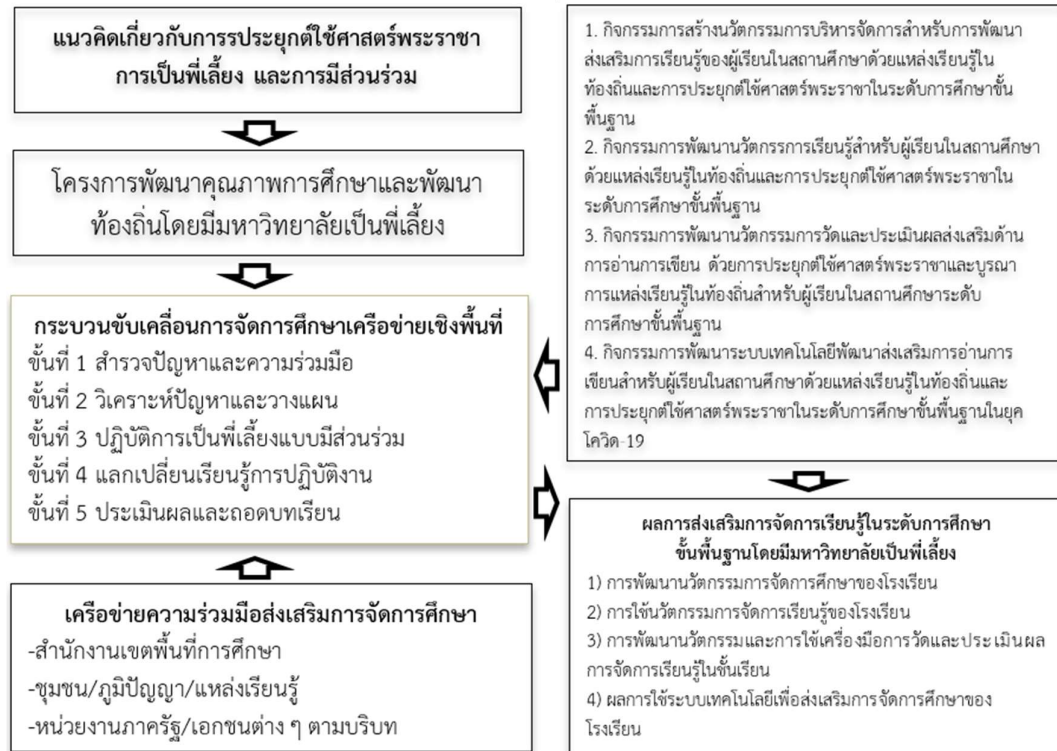 แนวคิดเกี่ยวกับการรประยุกต์ใช้ศาสตร์พระราชา
การเป็นพี่เลี้ยง และการมีส่วนร่วม
โครงการพัฒนาคุณภาพการศึกษาและพัฒนา
ท้องถิ่นโดยมีมหาวิทยาลัยเป็นพี่เลี้ยง
กระบวนขับเคลื่อนการจัดการศึกษาเครือข่ายเชิงพื้นที่
ขั้นที่ 1 สำรวจปัญหาและความร่วมมือ
ขั้นที่ 2 วิเคราะห์ปัญหาและวางแผน
ขั้นที่ 3 ปฏิบัติการเป็นพี่เลี้ยงแบบมีส่วนร่วม
ขั้นที่ 4 แลกเปลี่ยนเรียนรู้การปฏิบัติงาน
ขั้นที่ 5 ประเมินผลและถอดบทเรียน
เครือข่ายความร่วมมือส่งเสริมการจัดการศึกษา
-สำนักงานเขตพื้นที่การศึกษา
-ชุมชน/ภูมิปัญญา/แหล่งเรียนรู้
-หน่วยงานภาครัฐ/เอกชนต่าง ๆ ตามบริบท
1. กิจกรรมการสร้างนวัตกรรมการบริหารจัดการสำหรับการพัฒนา
ส่งเสริมการเรียนรู้ของผู้เรียนในสถานศึกษาด้วยแหล่งเรียนรู้ใน
ท้องถิ่นและการประยุกต์ใช้ศาสตร์พระราชาในระดับการศึกษาขั้น
พื้นฐาน
2. กิจกรรมการพัฒนานวัตกรรการเรียนรู้สำหรับผู้เรียนในสถานศึกษา
ด้วยแหล่งเรียนรู้ในท้องถิ่นและการประยุกต์ใช้ศาสตร์พระราชาใน
ระดับการศึกษาขั้นพื้นฐาน
3. กิจกรรมการพัฒนานวัตกรรมการวัดและประเมินผลส่งเสริมด้าน
การอ่านการเขียน ด้วยการประยุกต์ใช้ศาสตร์พระราชาและบูรณา
การแหล่งเรียนรู้ในท้องถิ่นสำหรับผู้เรียนในสถานศึกษาระดับ
การศึกษาขั้นพื้นฐาน
4. กิจกรรมการพัฒนาระบบเทคโนโลยีพัฒนาส่งเสริมการอ่านการ
เขียนสำหรับผู้เรียนในสถานศึกษาด้วยแหล่งเรียนรู้ในท้องถิ่นและ
การประยุกต์ใช้ศาสตร์พระราชาในระดับการศึกษาขั้นพื้นฐานในยุค
โควิด-19
ผลการส่งเสริมการจัดการเรียนรู้ในระดับการศึกษา
ขั้นพื้นฐานโดยมีมหาวิทยาลัยเป็นพี่เลี้ยง
1) การพัฒนานวัตกรรมการจัดการศึกษาของโรงเรียน
2) การใช้นวัตกรรมการจัดการเรียนรู้ของโรงเรียน
3) การพัฒนานวัตกรรมและการใช้เครื่องมือการวัดและประเมินผล
การจัดการเรียนรู้ในชั้นเรียน
4) ผลการใช้ระบบเทคโนโลยีเพื่อส่งเสริมการจัดการศึกษาของ
โรงเรียน